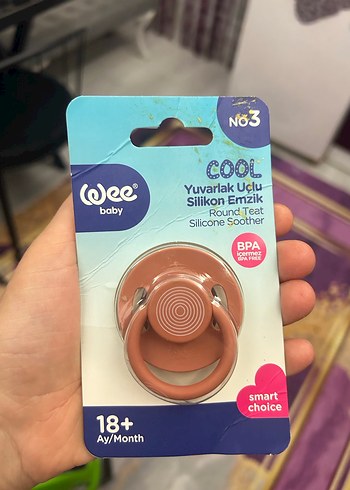 NO3
COOL
Wee®
baby
Yuvarlak Uçlu
Silikon Emzik
Round Teat
Silicone Soother
BPA
içermez
BPA FREE
smart
choice
18+
Ay/Month